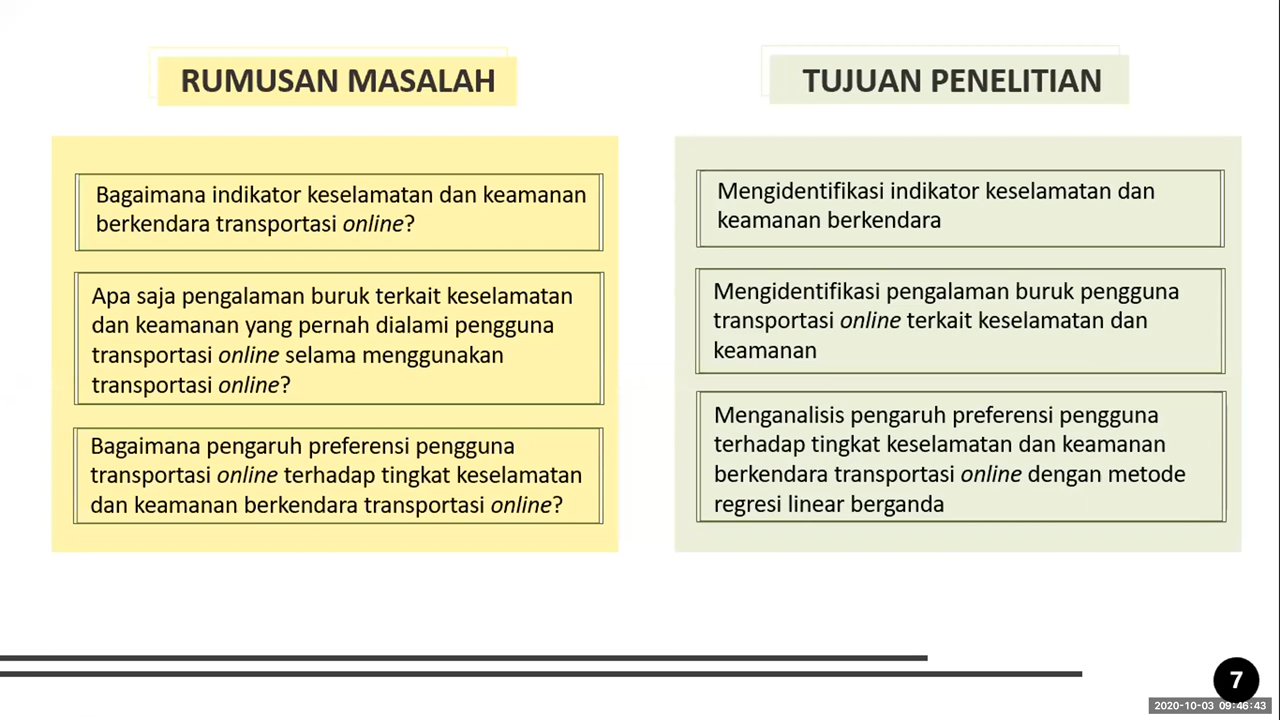 RUMUSAN MASALAH
Bagaimana indikator keselamatan dan keamanan
berkendara transportasi online?
Apa saja pengalaman buruk terkait keselamatan
dan keamanan yang pernah dialami pengguna
transportasi online selama menggunakan
transportasi online?
Bagaimana pengaruh preferensi pengguna
transportasi online terhadap tingkat keselamatan
dan keamanan berkendara transportasi online?
TUJUAN PENELITIAN
Mengidentifikasi indikator keselamatan dan
keamanan berkendara
Mengidentifikasi pengalaman buruk pengguna
transportasi online terkait keselamatan dan
keamanan
Menganalisis pengaruh preferensi pengguna
terhadap tingkat keselamatan dan keamanan
berkendara transportasi online dengan metode
regresi linear berganda
7
2020-10-03 09:46:43